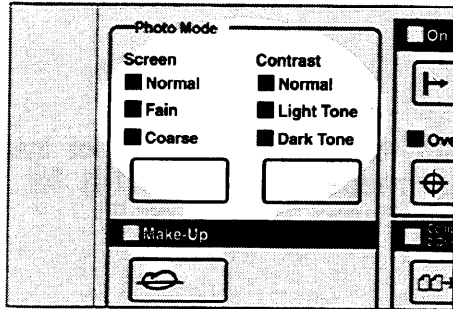 Photo Mode
Screen
Normal
Fain
Coarse
Contrast
Normal
Light Tone
Dark Tone
Make-Up
On
Ove